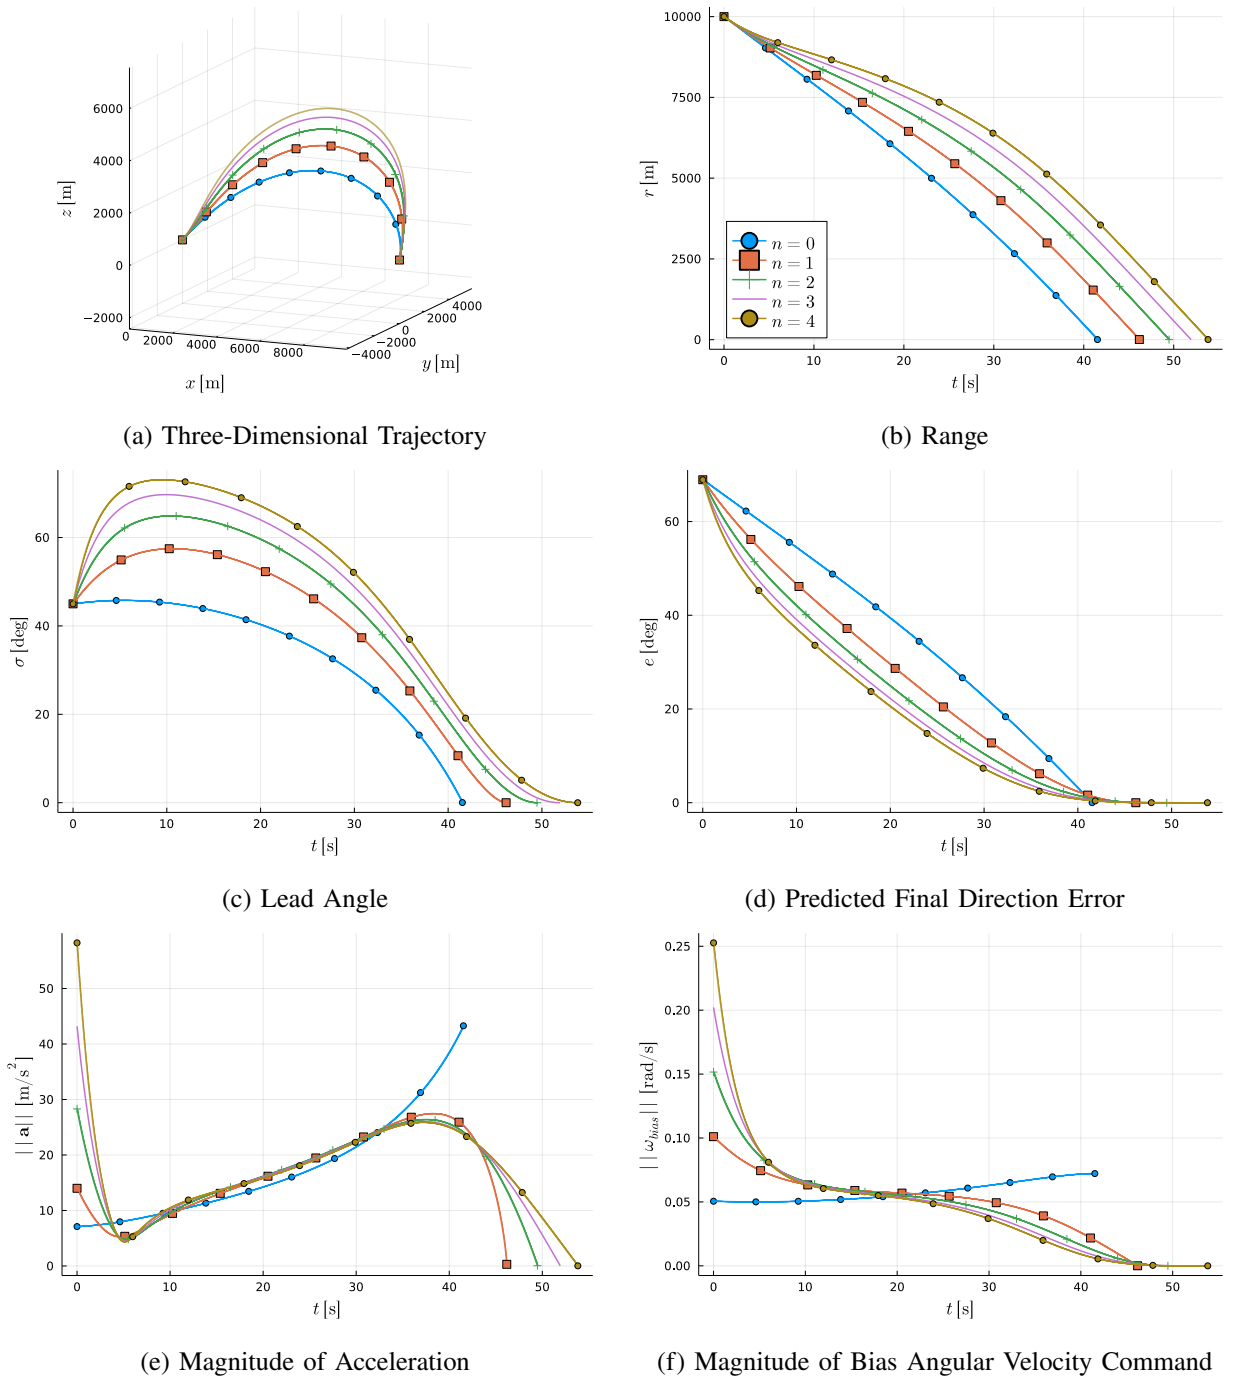 6000
4000
2000
0
−2000
z [m]
0
2000
4000
6000
8000
x [m]
−4000
−2000
0
2000
4000
y [m]
(a) Three-Dimensional Trajectory
10000
7500
5000
2500
0
r [m]
n = 0
n = 1
n = 2
n = 3
n = 4
0 10 20 30 40 50
t [s]
(b) Range
60
40
20
0
σ [deg]
0 10 20 30 40 50
t [s]
(c) Lead Angle
60
40
20
0
e [deg]
0 10 20 30 40 50
t [s]
(d) Predicted Final Direction Error
50
40
30
20
10
0
||a|| [m/s²]
0 10 20 30 40 50
t [s]
(e) Magnitude of Acceleration
0.25
0.20
0.15
0.10
0.05
0.00
||ω_bias|| [rad/s]
0 10 20 30 40 50
t [s]
(f) Magnitude of Bias Angular Velocity Command